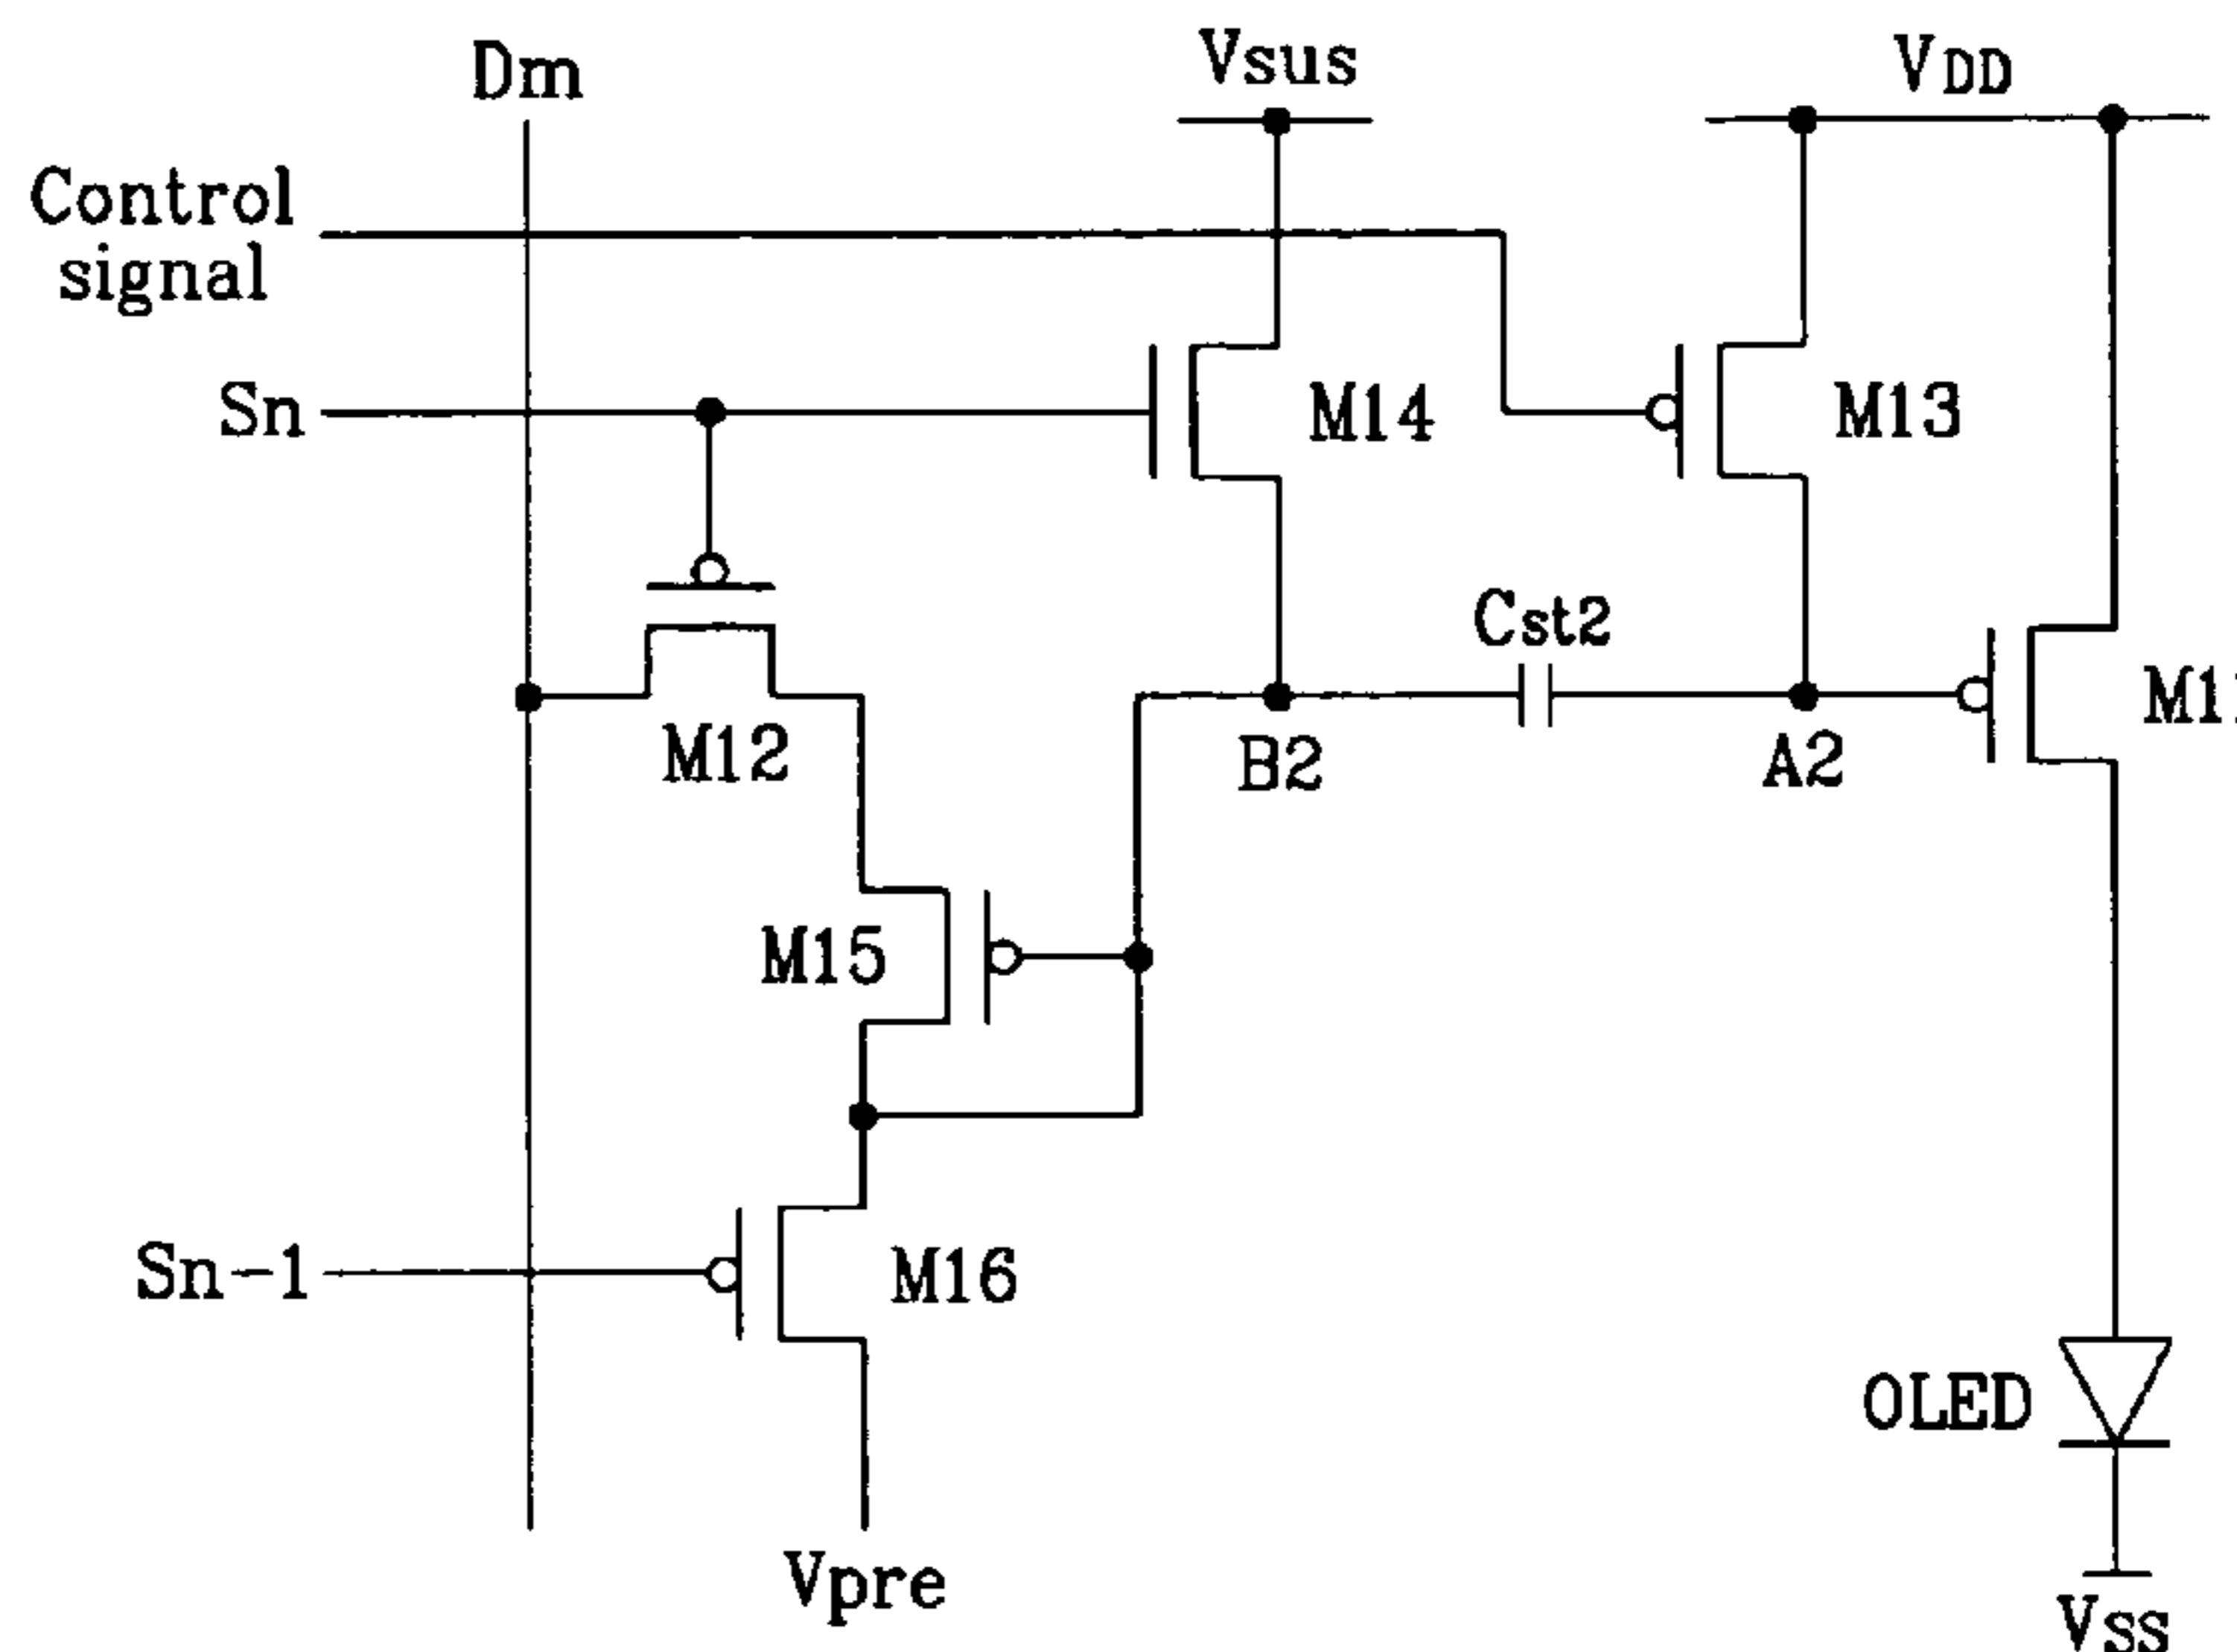 Dm
Vsus
VDD
Control
signal
Sn
M14
M13
Cst2
M12
B2
A2
M11
M15
Sn-1
M16
OLED
Vpre
VSS